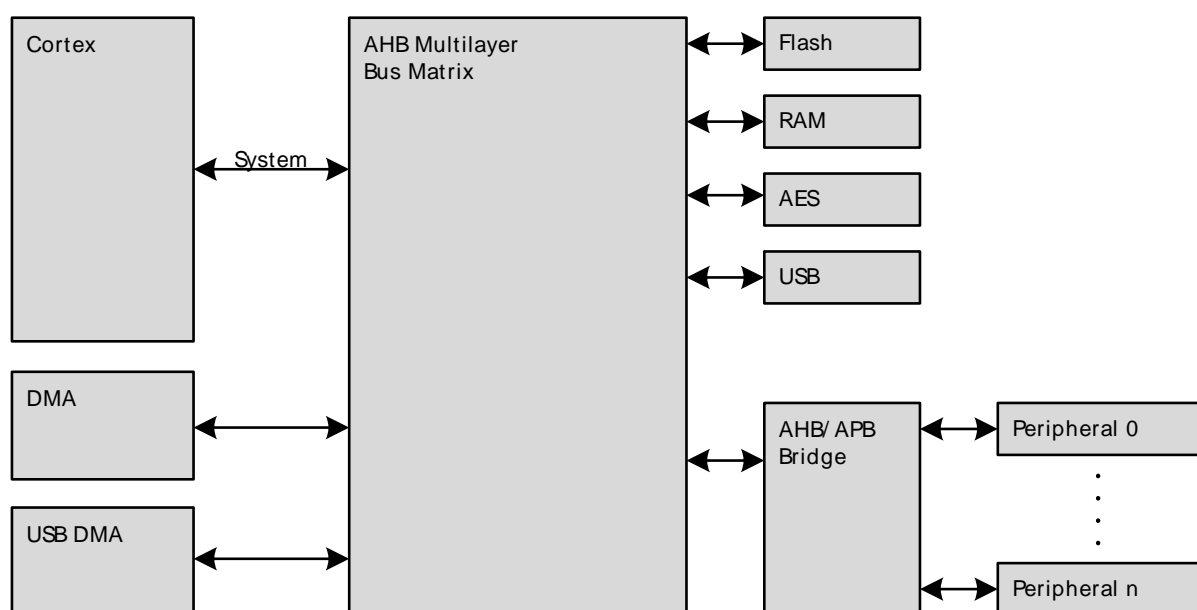 Cortex
AHB Multilayer
Bus Matrix
Flash
RAM
System
AES
USB
DMA
AHB/APB
Bridge
Peripheral 0
USB DMA
Peripheral n